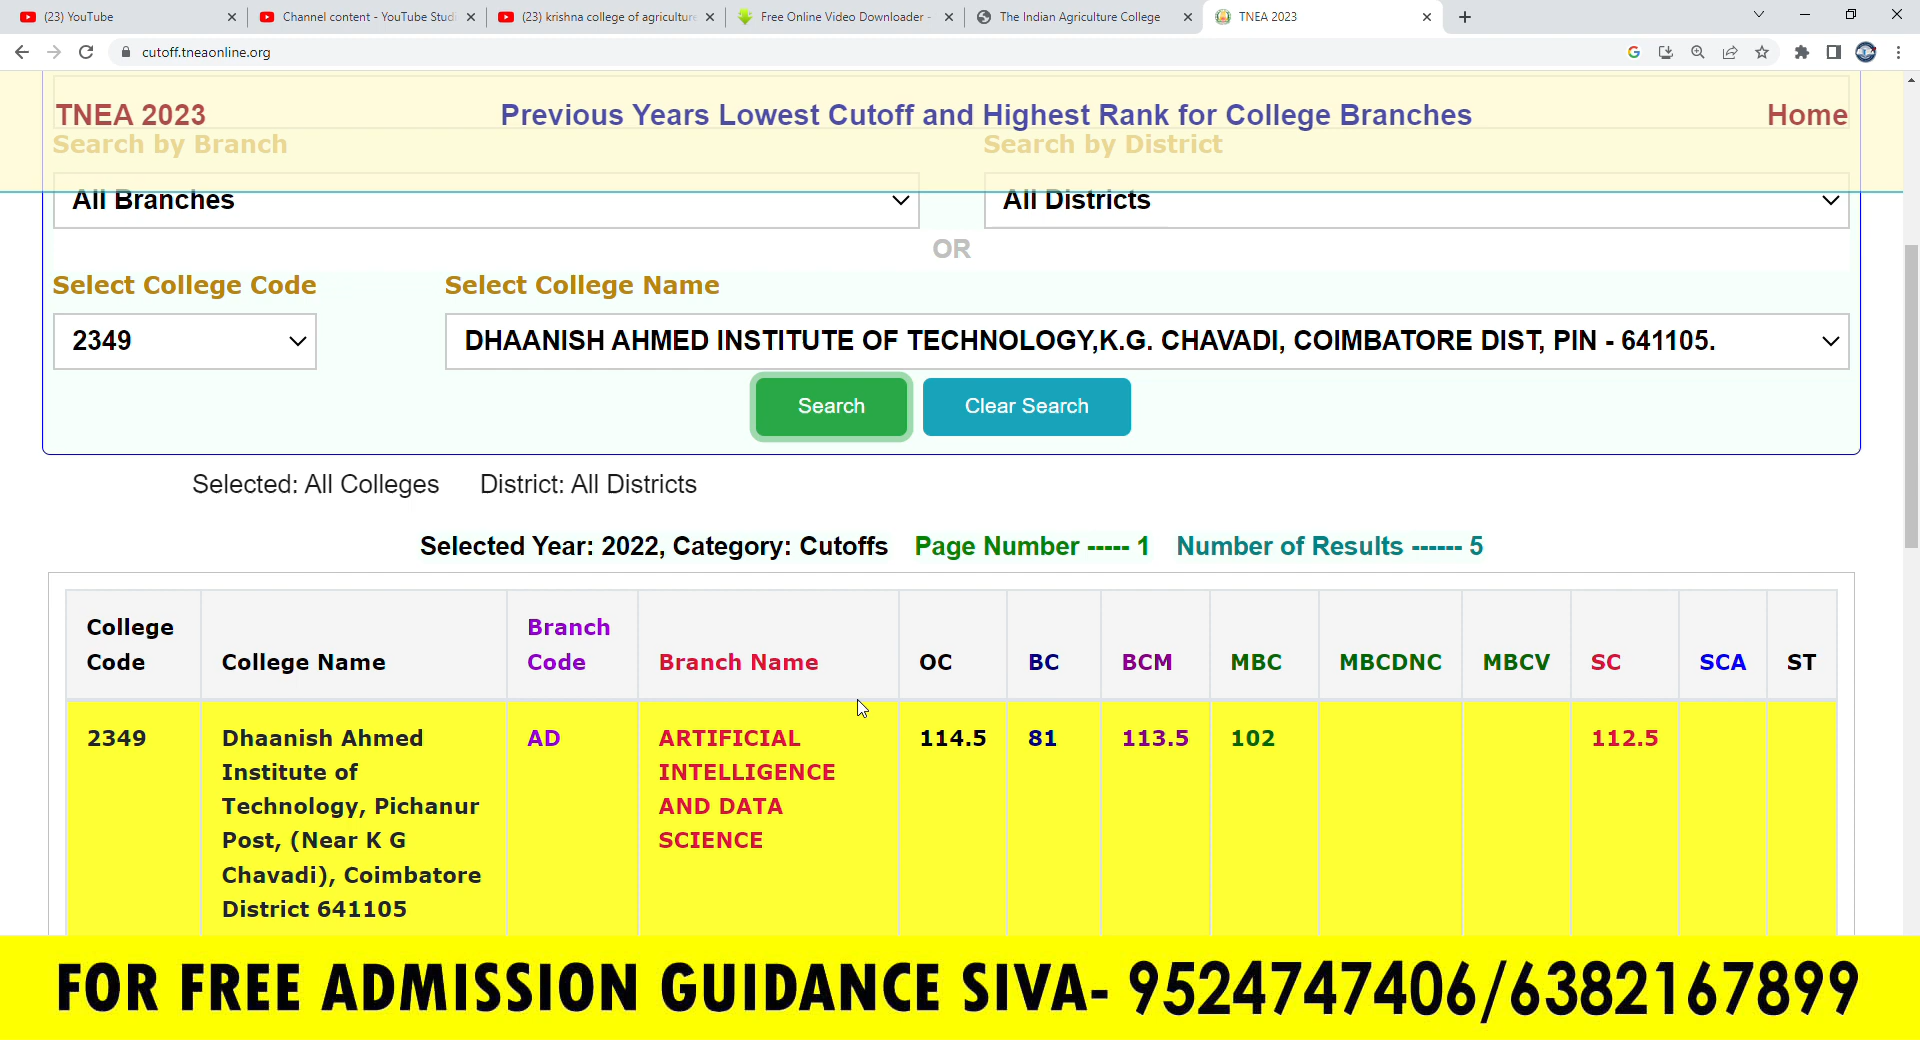 (23) YouTube
Channel content - YouTube Studi
(23) krishna college of agriculture
Free Online Video Downloader -
The Indian Agriculture College
TNEA 2023
cutoff.tneaonline.org
TNEA 2023 Previous Years Lowest Cutoff and Highest Rank for College Branches Home
Search by Branch Search by District
All Branches All Districts
OR
Select College Code Select College Name
2349 DHAANISH AHMED INSTITUTE OF TECHNOLOGY,K.G. CHAVADI, COIMBATORE DIST, PIN - 641105.
Search Clear Search
Selected: All Colleges District: All Districts
Selected Year: 2022, Category: Cutoffs Page Number ----- 1 Number of Results ------ 5
College Code
College Name
Branch Code
Branch Name
OC
BC
BCM
MBC
MBCDNC
MBCV
SC
SCA
ST
2349
Dhaanish Ahmed
Institute of
Technology, Pichanur
Post, (Near K G
Chavadi), Coimbatore
District 641105
AD
ARTIFICIAL
INTELLIGENCE
AND DATA
SCIENCE
114.5
81
113.5
102
112.5
FOR FREE ADMISSION GUIDANCE SIVA- 9524747406/6382167899